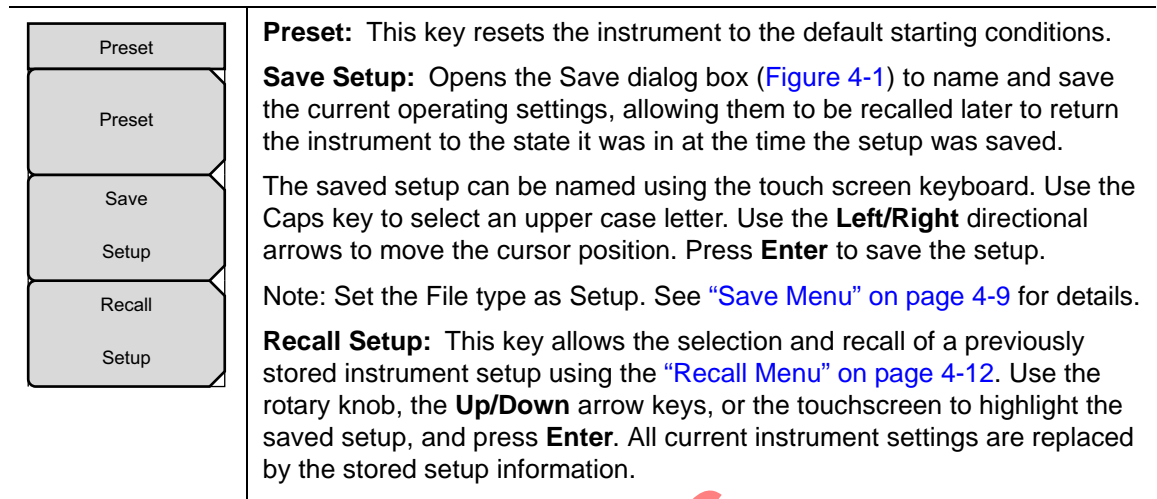 Preset
Preset
Save
Setup
Recall
Setup
Preset: This key resets the instrument to the default starting conditions.
Save Setup: Opens the Save dialog box (Figure 4-1) to name and save
the current operating settings, allowing them to be recalled later to return
the instrument to the state it was in at the time the setup was saved.
The saved setup can be named using the touch screen keyboard. Use the
Caps key to select an upper case letter. Use the Left/Right directional
arrows to move the cursor position. Press Enter to save the setup.
Note: Set the File type as Setup. See “Save Menu” on page 4-9 for details.
Recall Setup: This key allows the selection and recall of a previously
stored instrument setup using the “Recall Menu” on page 4-12. Use the
rotary knob, the Up/Down arrow keys, or the touchscreen to highlight the
saved setup, and press Enter. All current instrument settings are replaced
by the stored setup information.